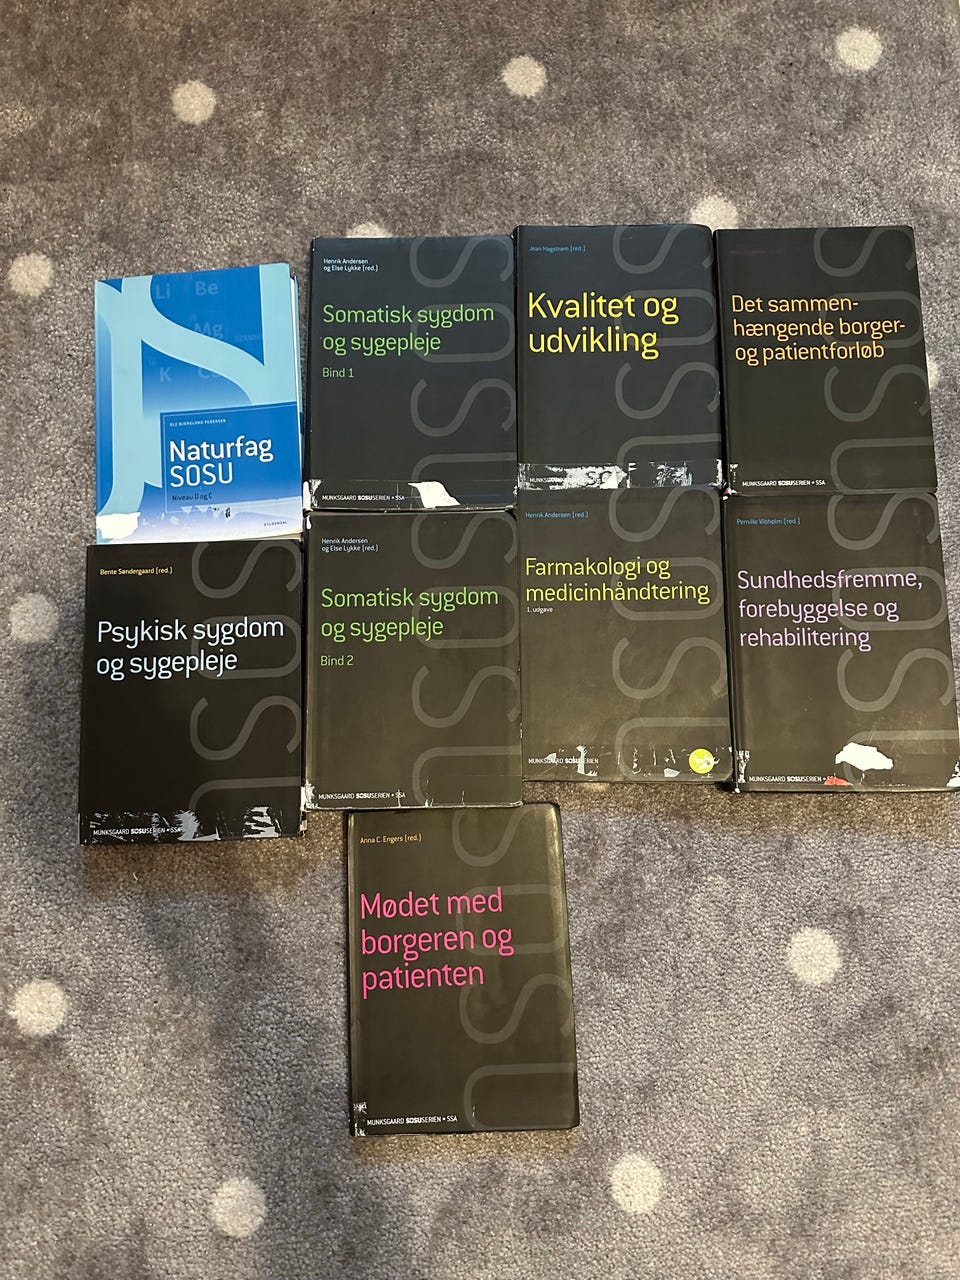 Li Be
Mg
K Ca
OLE BJERGLUND PEDERSEN
Naturfag
SOSU
Niveau D og C
GYLDENDAL
Henrik Andersen
og Else Lykke (red.)
Somatisk sygdom
og sygepleje
Bind 1
MUNKSGAARD SOSUSERIEN • SSA
Jean Hagstrøm (red.)
Kvalitet og
udvikling
MUNKSGAARD
Det sammen-
hængende borger-
og patientforløb
MUNKSGAARD SOSUSERIEN • SSA
Bente Søndergaard (red.)
Psykisk sygdom
og sygepleje
MUNKSGAARD SOSUSERIEN • SSA
Henrik Andersen
og Else Lykke (red.)
Somatisk sygdom
og sygepleje
Bind 2
MUNKSGAARD SOSUSERIEN • SSA
Henrik Andersen (red.)
Farmakologi og
medicinhåndtering
1. udgave
MUNKSGAARD SOSUSERIEN
Pernille Vibholm (red.)
Sundhedsfremme,
forebyggelse og
rehabilitering
MUNKSGAARD SOSUSERIEN • SSA
Anna C. Engers (red.)
Mødet med
borgeren og
patienten
MUNKSGAARD SOSUSERIEN • SSA